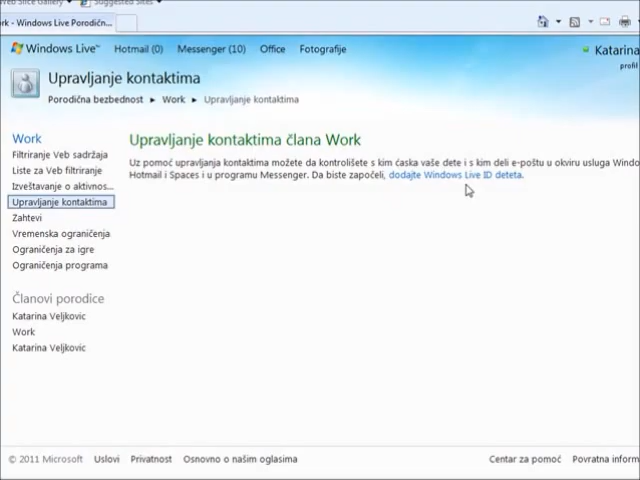 Web Slice Gallery Suggested Sites
rk - Windows Live Porodičn...
Windows Live™ Hotmail (0) Messenger (10) Office Fotografije Katarina
profil
Upravljanje kontaktima
Porodična bezbednost ► Work ► Upravljanje kontaktima
Work
Filtriranje Veb sadržaja
Liste za Veb filtriranje
Izveštavanje o aktivnos...
Upravljanje kontaktima
Zahtevi
Vremenska ograničenja
Ograničenja za igre
Ograničenja programa
Članovi porodice
Katarina Veljkovic
Work
Katarina Veljkovic
Upravljanje kontaktima člana Work
Uz pomoć upravljanja kontaktima možete da kontrolišete s kim ćaska vaše dete i s kim deli e-poštu u okviru usluga Windo
Hotmail i Spaces i u programu Messenger. Da biste započeli, dodajte Windows Live ID deteta.
© 2011 Microsoft Uslovi Privatnost Osnovno o našim oglasima Centar za pomoć Povratna inform